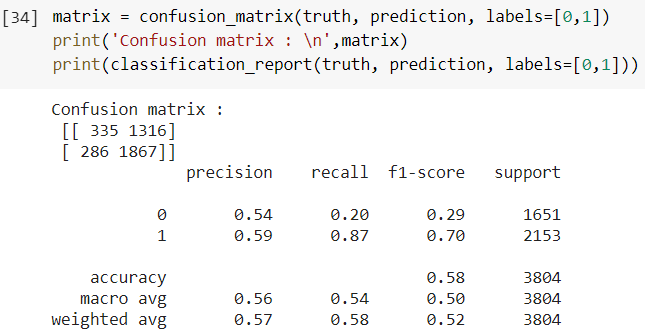 [34] matrix = confusion_matrix(truth, prediction, labels=[0,1])
print('Confusion matrix : \n',matrix)
print(classification_report(truth, prediction, labels=[0,1]))
Confusion matrix :
[[ 335 1316]
[ 286 1867]]
precision recall f1-score support
0 0.54 0.20 0.29 1651
1 0.59 0.87 0.70 2153
accuracy 0.58 3804
macro avg 0.56 0.54 0.50 3804
weighted avg 0.57 0.58 0.52 3804